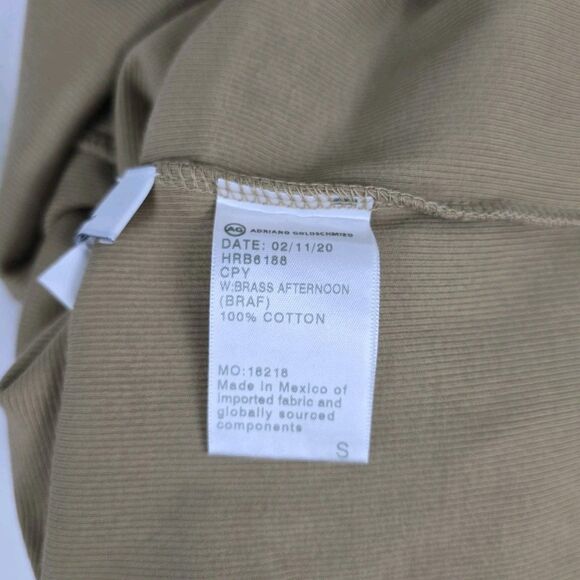 AG ADRIANO GOLDSCHMIED
DATE: 02/11/20
HRB6188
CPY
W:BRASS AFTERNOON
(BRAF)
100% COTTON
MO:18218
Made in Mexico of
imported fabric and
globally sourced
components
S